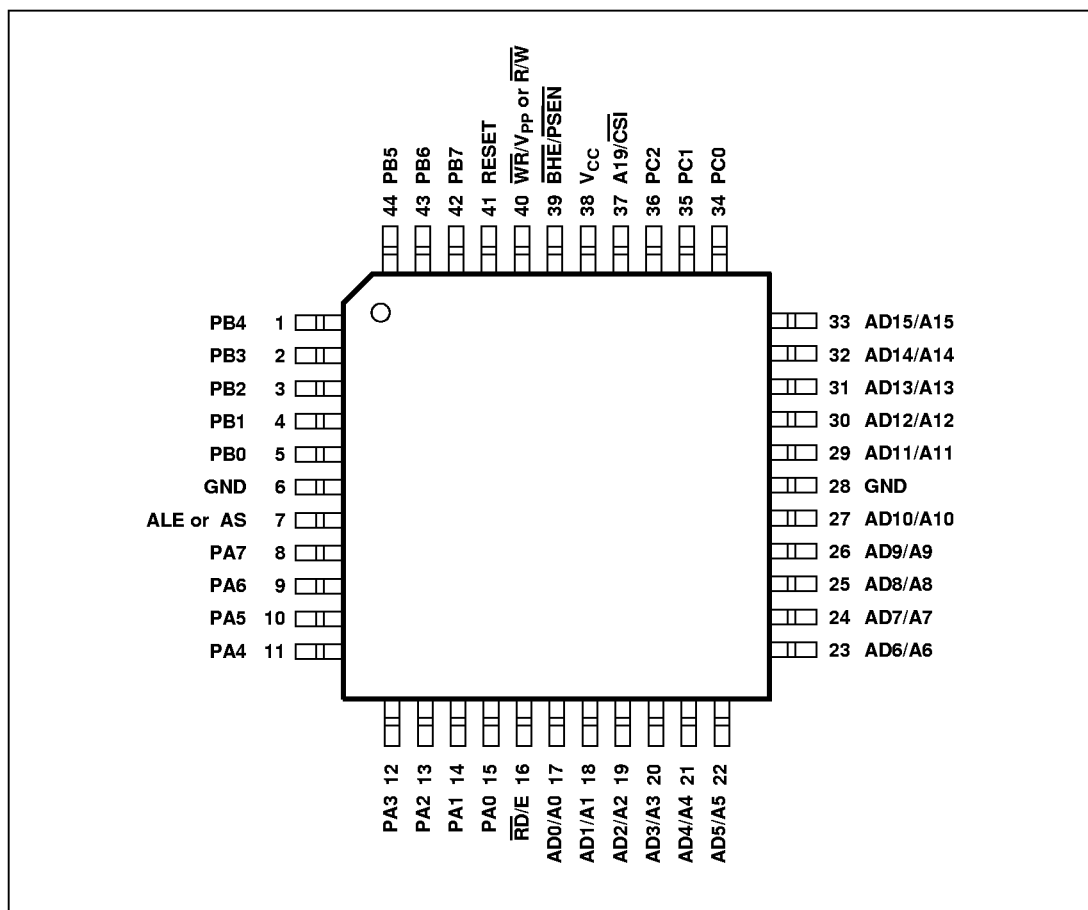 44 PB5
43 PB6
42 PB7
41 RESET
40 W̅R̅/VPP or R̅/̅W̅
39 B̅H̅E̅/P̅S̅E̅N̅
38 VCC
37 A19/C̅S̅I̅
36 PC2
35 PC1
34 PC0
PB4 1
PB3 2
PB2 3
PB1 4
PB0 5
GND 6
ALE or AS 7
PA7 8
PA6 9
PA5 10
PA4 11
33 AD15/A15
32 AD14/A14
31 AD13/A13
30 AD12/A12
29 AD11/A11
28 GND
27 AD10/A10
26 AD9/A9
25 AD8/A8
24 AD7/A7
23 AD6/A6
PA3 12
PA2 13
PA1 14
PA0 15
R̅D̅/E 16
AD0/A0 17
AD1/A1 18
AD2/A2 19
AD3/A3 20
AD4/A4 21
AD5/A5 22